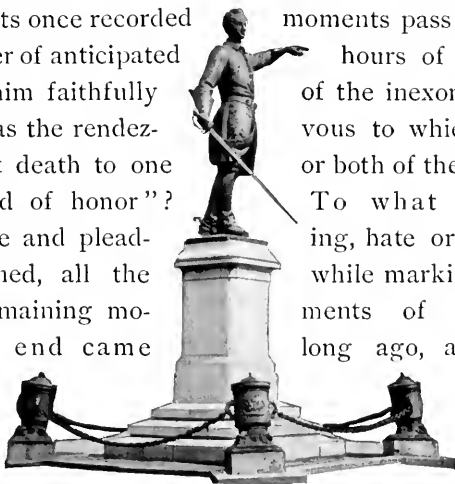 ts once recorded moments pass
er of anticipated hours of
him faithfully of the inexor
as the rendez- vous to whic
t death to one or both of the
d of honor"? To what
e and plead- ing, hate or
ned, all the while marki
maining mo- ments of
end came long ago, a